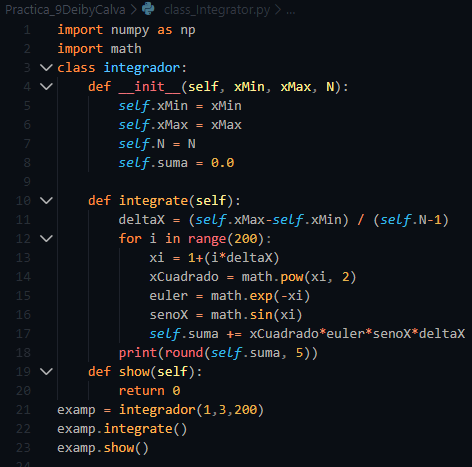 Practica_9DeibyCalva > class_Integrator.py > ...
1 import numpy as np
2 import math
3 class integrador:
4     def __init__(self, xMin, xMax, N):
5         self.xMin = xMin
6         self.xMax = xMax
7         self.N = N
8         self.suma = 0.0
9
10     def integrate(self):
11         deltaX = (self.xMax-self.xMin) / (self.N-1)
12         for i in range(200):
13             xi = 1+(i*deltaX)
14             xCuadrado = math.pow(xi, 2)
15             euler = math.exp(-xi)
16             senoX = math.sin(xi)
17             self.suma += xCuadrado*euler*senoX*deltaX
18         print(round(self.suma, 5))
19     def show(self):
20         return 0
21 examp = integrador(1,3,200)
22 examp.integrate()
23 examp.show()